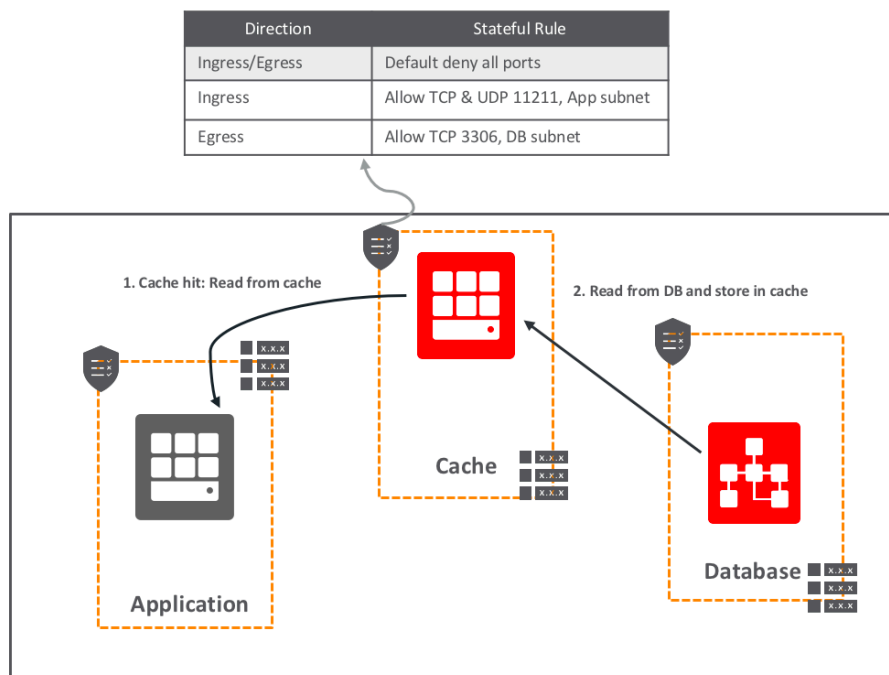 Direction Stateful Rule
Ingress/Egress Default deny all ports
Ingress Allow TCP & UDP 11211, App subnet
Egress Allow TCP 3306, DB subnet
1. Cache hit: Read from cache
2. Read from DB and store in cache
x.x.x
x.x.x
x.x.x
Cache
x.x.x
x.x.x
x.x.x
Database
x.x.x
x.x.x
x.x.x
Application